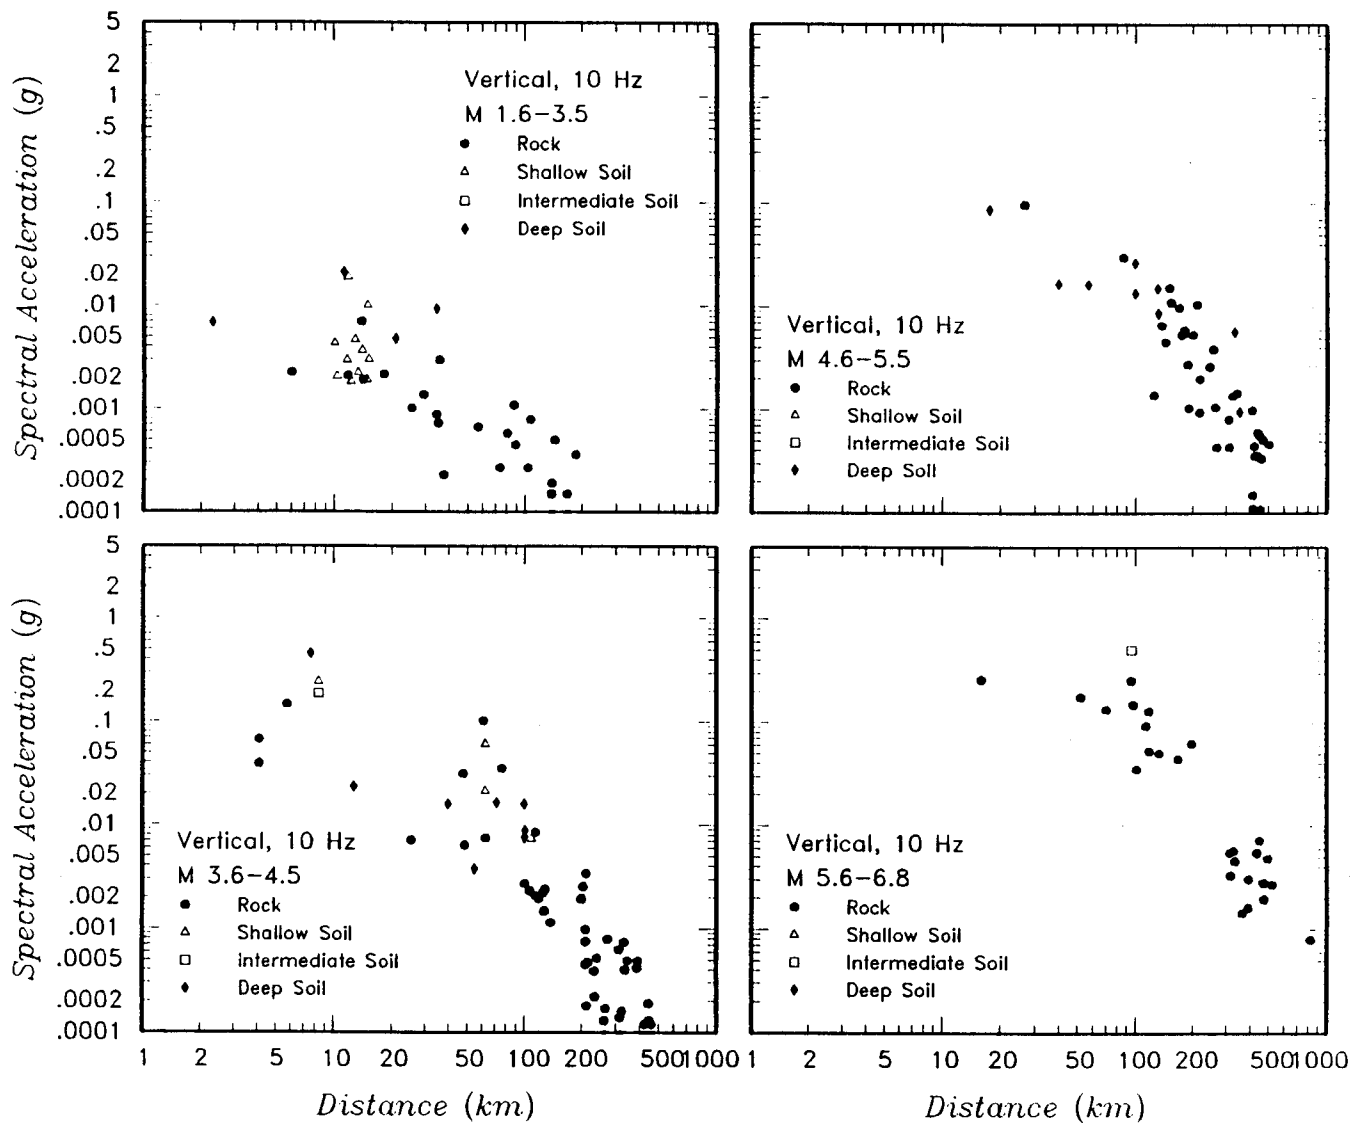 Spectral Acceleration (g)
5
2
1
.5
.2
.1
.05
.02
.01
.005
.002
.001
.0005
.0002
.0001
Vertical, 10 Hz
M 1.6–3.5
Rock
Shallow Soil
Intermediate Soil
Deep Soil
Vertical, 10 Hz
M 4.6–5.5
Rock
Shallow Soil
Intermediate Soil
Deep Soil
Spectral Acceleration (g)
5
2
1
.5
.2
.1
.05
.02
.01
.005
.002
.001
.0005
.0002
.0001
Vertical, 10 Hz
M 3.6–4.5
Rock
Shallow Soil
Intermediate Soil
Deep Soil
Vertical, 10 Hz
M 5.6–6.8
Rock
Shallow Soil
Intermediate Soil
Deep Soil
1 2 5 10 20 50 100 200 500 1000
1 2 5 10 20 50 100 200 500 1000
Distance (km)
Distance (km)